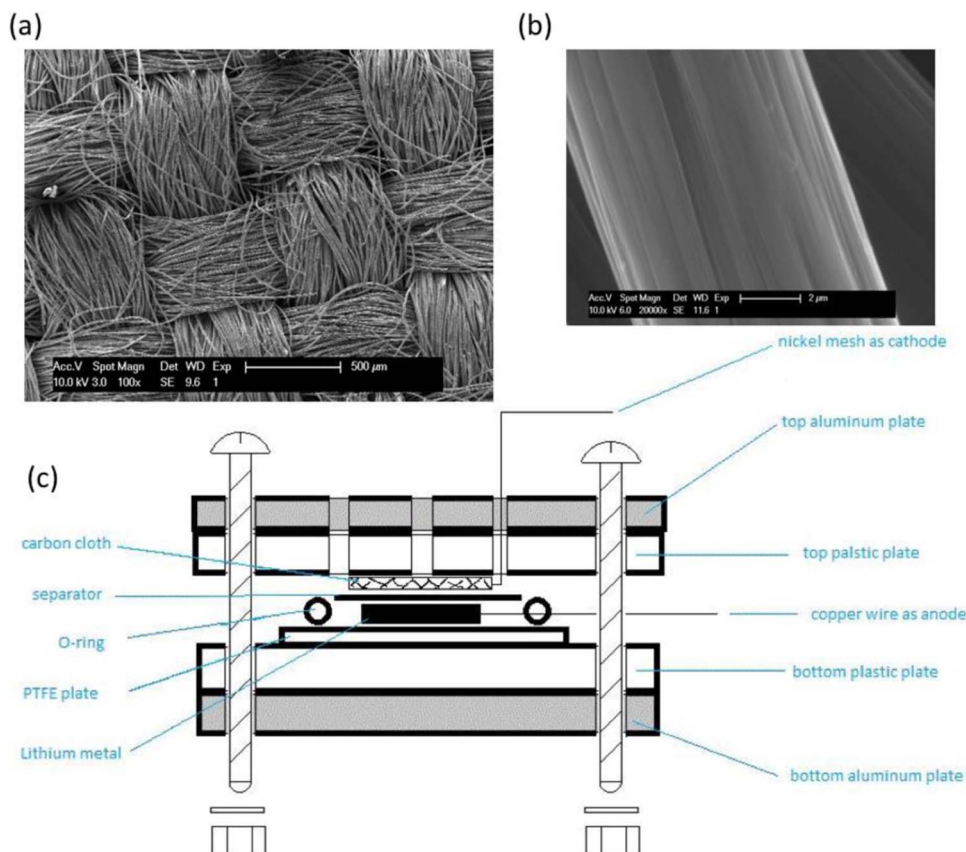 (a)
Acc.V Spot Magn Det WD Exp 500 µm
10.0 kV 3.0 100x SE 9.6 1
(b)
Acc.V Spot Magn Det WD Exp 2 µm
10.0 kV 6.0 20000x SE 11.6 1
nickel mesh as cathode
top aluminum plate
(c)
carbon cloth
top palstic plate
separator
O-ring
copper wire as anode
PTFE plate
bottom plastic plate
Lithium metal
bottom aluminum plate